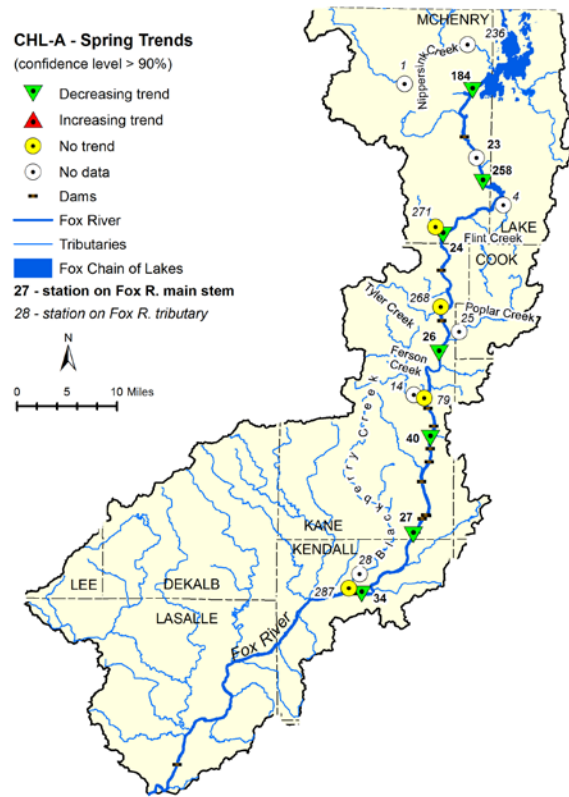 CHL-A - Spring Trends
(confidence level > 90%)
Decreasing trend
Increasing trend
No trend
No data
Dams
Fox River
Tributaries
Fox Chain of Lakes
27 - station on Fox R. main stem
28 - station on Fox R. tributary
N
0 5 10 Miles
MCHENRY
236
Nippersink Creek
1
184
23
258
4
271
LAKE
24
Flint Creek
COOK
Tyler Creek
268
Poplar Creek
25
26
Ferson
Creek
14
79
40
Blackberry Creek
27
KANE
KENDALL
28
LEE
DEKALB
287
34
LASALLE
Fox River